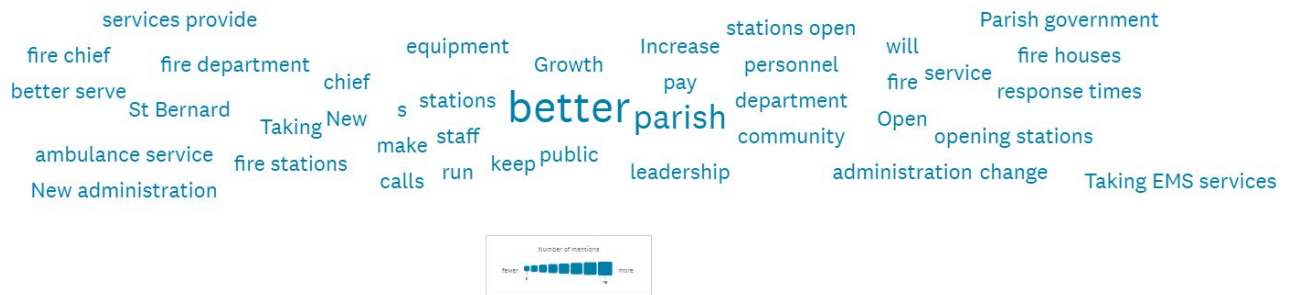 services provide
stations open
Parish government
equipment
Increase
will
fire chief
fire department
Growth
personnel
fire houses
chief
pay
fire
service
better serve
response times
St Bernard
s
stations
better
parish
department
Taking
New
Open
make
staff
community
opening stations
ambulance service
fire stations
run
keep
public
calls
leadership
administration change
Taking EMS services
New administration
Number of mentions
fewer
more